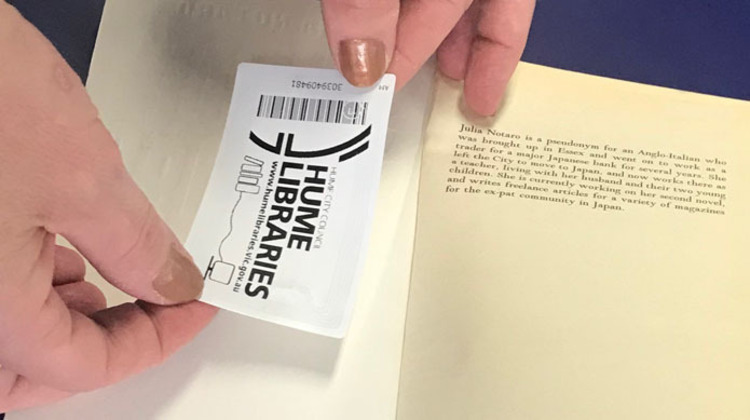 AM
3039409481
HUME CITY COUNCIL
HUME
LIBRARIES
www.humelibraries.vic.gov.au
Julia Notaro is a pseudonym for an Anglo-Italian who
was brought up in Essex and went on to work as a
trader for a major Japanese bank for several years. She
left the City to move to Japan, and now works there as
a teacher, living with her husband and their two young
children. She is currently working on her second novel,
and writes freelance articles for a variety of magazines
for the ex-pat community in Japan.